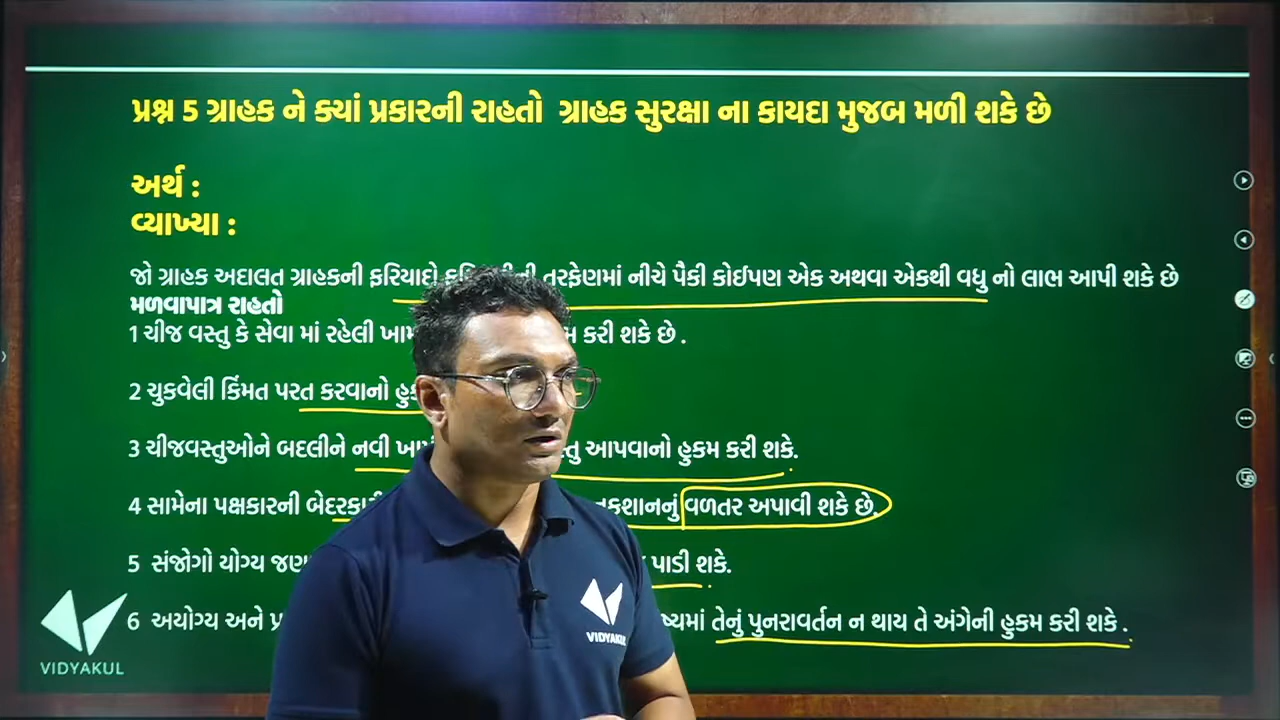 પ્રશ્ન 5 ગ્રાહક ને ક્યાં પ્રકારની રાહતો ગ્રાહક સુરક્ષા ના કાયદા મુજબ મળી શકે છે
અર્થ :
વ્યાખ્યા :
જો ગ્રાહક અદાલત ગ્રાહકની ફરિયાદો તરફેણમાં નીચે પૈકી કોઈપણ એક અથવા એકથી વધુ નો લાભ આપી શકે છે
મળવાપાત્ર રાહતો
1 ચીજ વસ્તુ કે સેવા માં રહેલી કરી શકે છે .
2 ચુકવેલી કિંમત પરત કરવાનો
3 ચીજવસ્તુઓને બદલીને નવી આપવાનો હુકમ કરી શકે.
4 સામેના પક્ષકારની વળતર અપાવી શકે છે.
5 સંજોગો યોગ્ય પાડી શકે.
6 અયોગ્ય અને તેનું પુનરાવર્તન ન થાય તે અંગેની હુકમ કરી શકે .
VIDYAKUL
VIDYAKUL